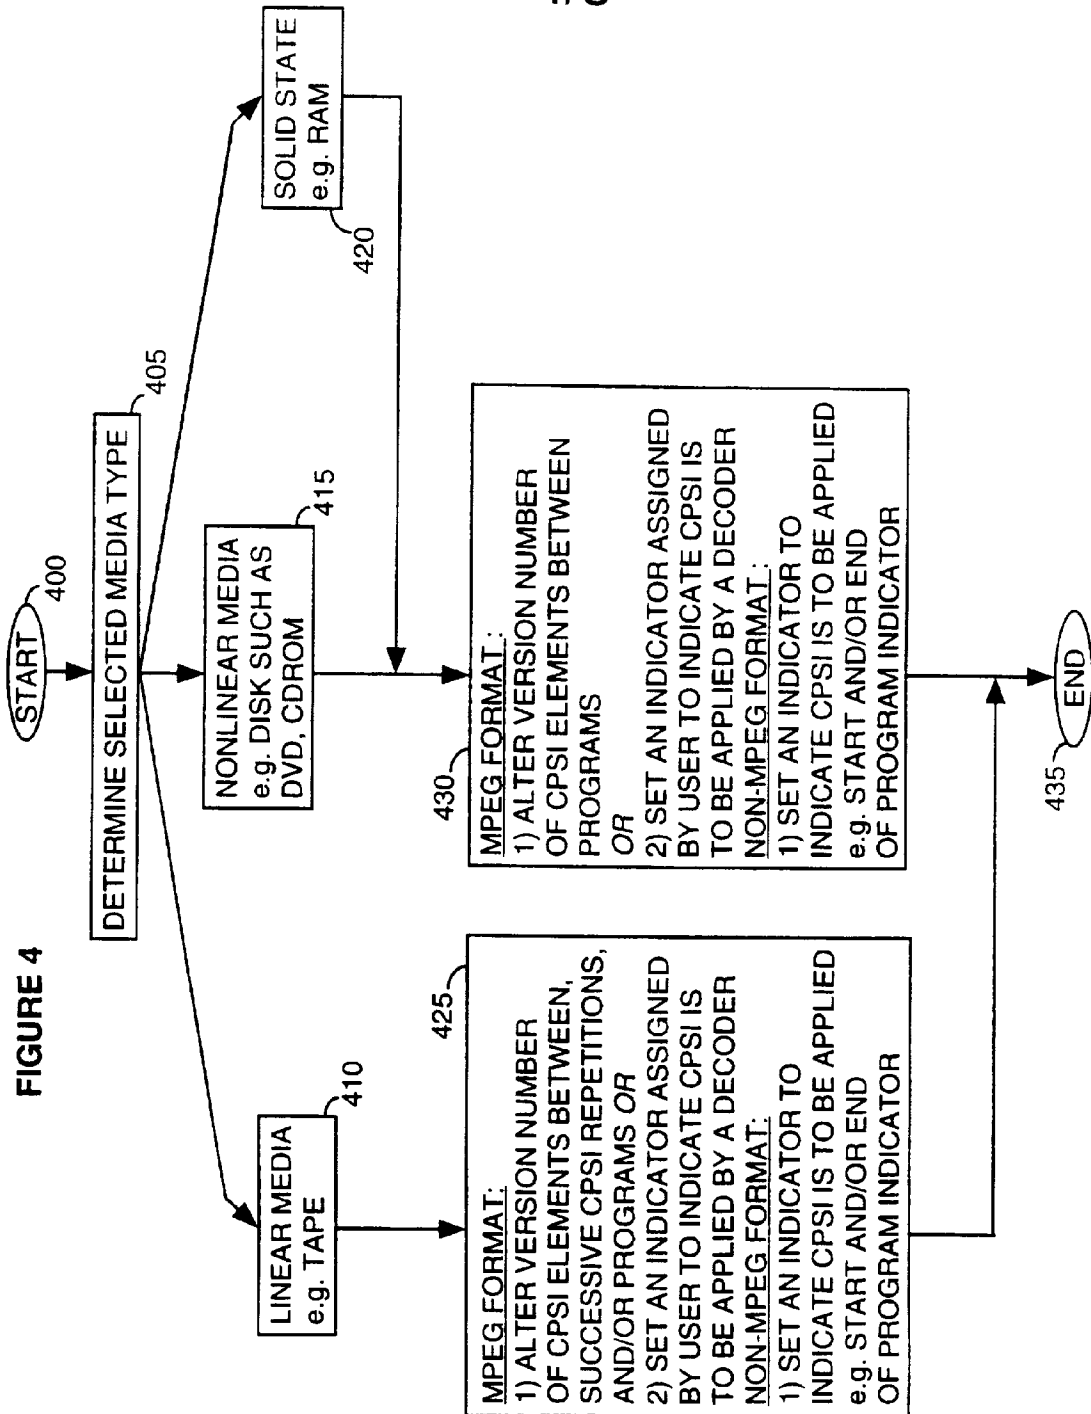 FIGURE 4
START
400
DETERMINE SELECTED MEDIA TYPE
405
LINEAR MEDIA
e.g. TAPE
410
NONLINEAR MEDIA
e.g. DISK SUCH AS
DVD, CDROM
415
SOLID STATE
e.g. RAM
420
425
MPEG FORMAT:
1) ALTER VERSION NUMBER
OF CPSI ELEMENTS BETWEEN,
SUCCESSIVE CPSI REPETITIONS,
AND/OR PROGRAMS OR
2) SET AN INDICATOR ASSIGNED
BY USER TO INDICATE CPSI IS
TO BE APPLIED BY A DECODER
NON-MPEG FORMAT:
1) SET AN INDICATOR TO
INDICATE CPSI IS TO BE APPLIED
e.g. START AND/OR END
OF PROGRAM INDICATOR
430
MPEG FORMAT :
1) ALTER VERSION NUMBER
OF CPSI ELEMENTS BETWEEN
PROGRAMS
OR
2) SET AN INDICATOR ASSIGNED
BY USER TO INDICATE CPSI IS
TO BE APPLIED BY A DECODER
NON-MPEG FORMAT :
1) SET AN INDICATOR TO
INDICATE CPSI IS TO BE APPLIED
e.g. START AND/OR END
OF PROGRAM INDICATOR
435
END